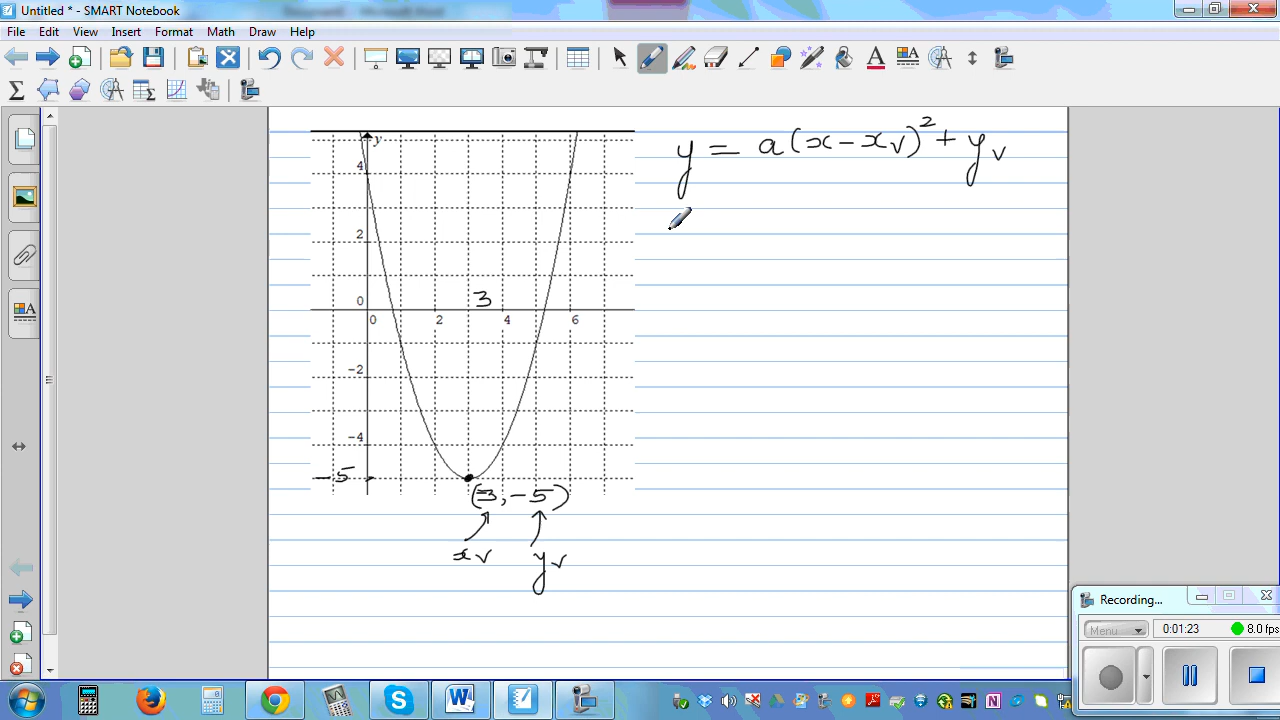 Untitled * - SMART Notebook
File Edit View Insert Format Math Draw Help
y = a(x - xv)² + yv
y
4
2
0
3
0 2 4 6
-2
-4
-5
(3, -5)
xv yv
Recording...
Menu 0:01:23 8.0 fps